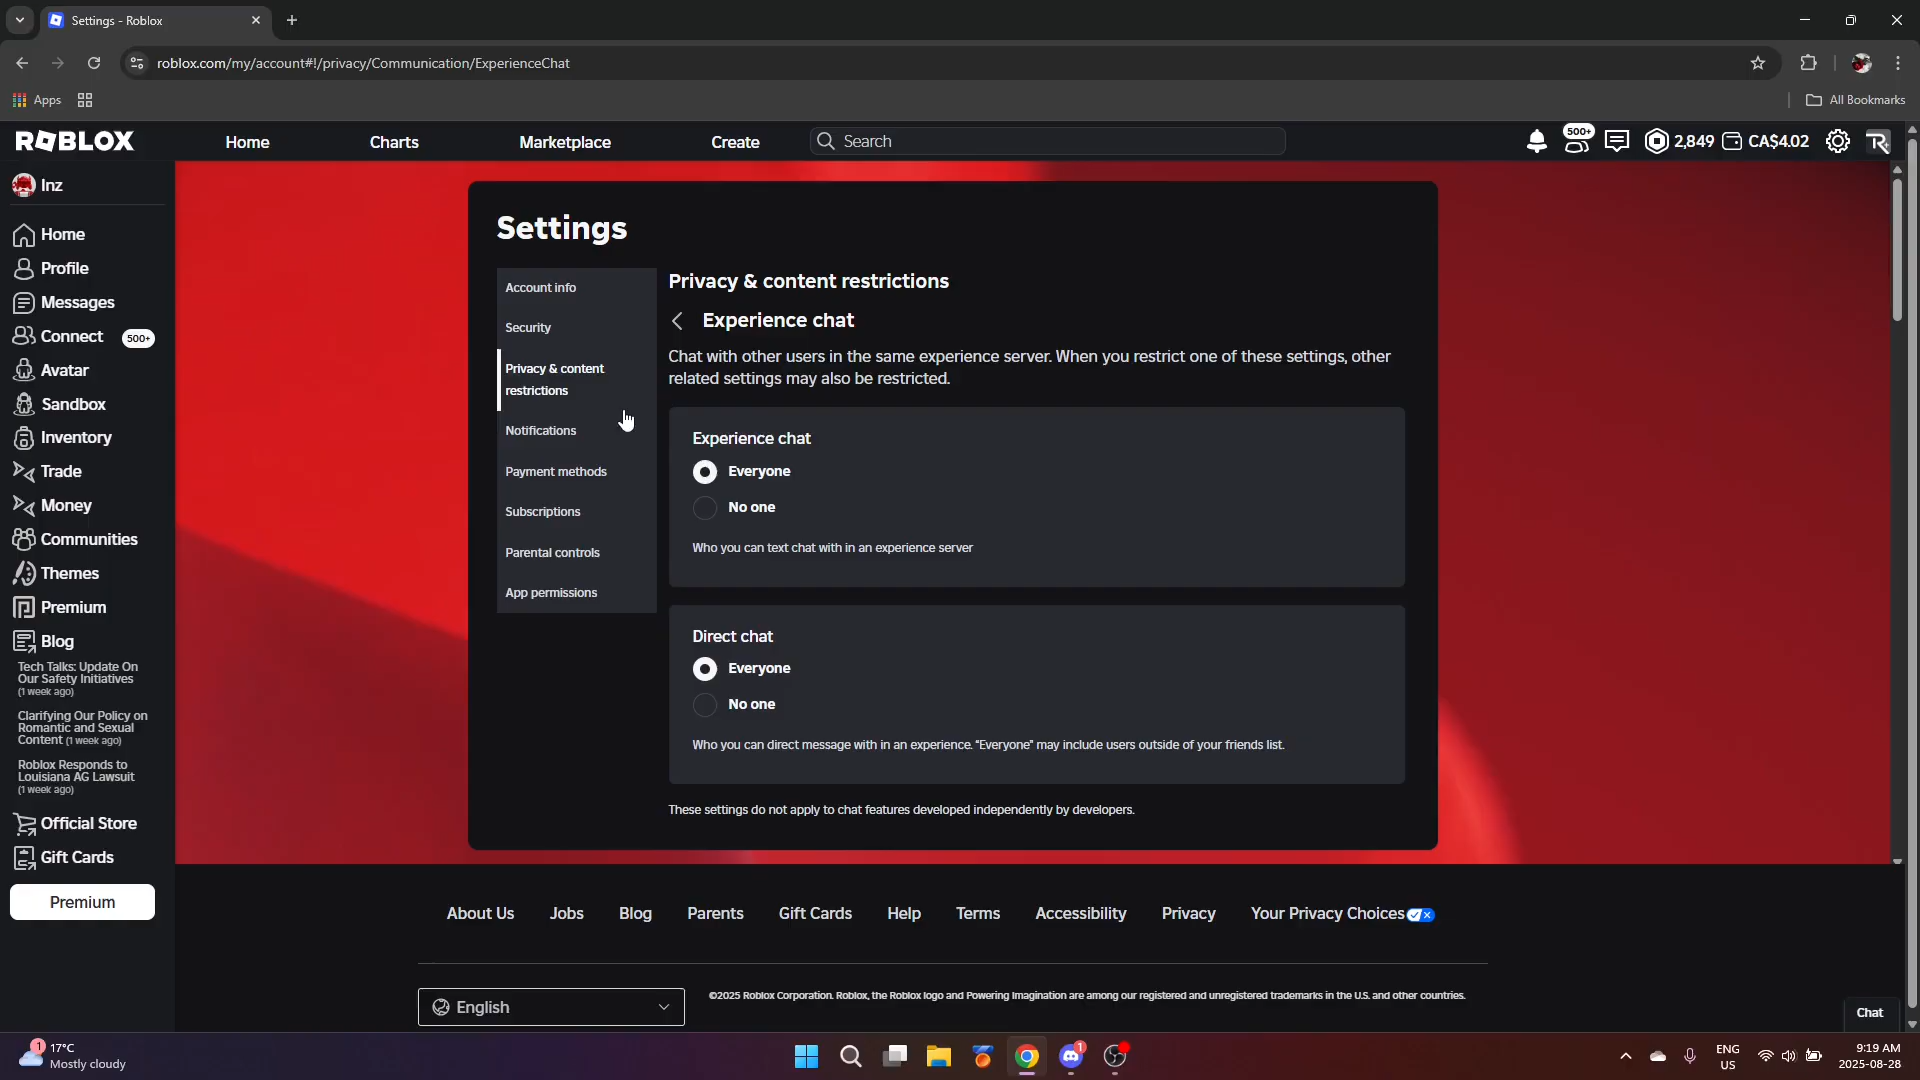 Settings - Roblox
roblox.com/my/account#!/privacy/Communication/ExperienceChat
Apps
All Bookmarks
ROBLOX
Home
Charts
Marketplace
Create
Search
500+
2,849
CA$4.02
Inz
Home
Profile
Messages
Connect
500+
Avatar
Sandbox
Inventory
Trade
Money
Communities
Themes
Premium
Blog
Tech Talks: Update On
Our Safety Initiatives
(1 week ago)
Clarifying Our Policy on
Romantic and Sexual
Content (1 week ago)
Roblox Responds to
Louisiana AG Lawsuit
(1 week ago)
Official Store
Gift Cards
Premium
Settings
Account info
Security
Privacy & content
restrictions
Notifications
Payment methods
Subscriptions
Parental controls
App permissions
Privacy & content restrictions
Experience chat
Chat with other users in the same experience server. When you restrict one of these settings, other
related settings may also be restricted.
Experience chat
Everyone
No one
Who you can text chat with in an experience server
Direct chat
Everyone
No one
Who you can direct message with in an experience. "Everyone" may include users outside of your friends list.
These settings do not apply to chat features developed independently by developers.
About Us
Jobs
Blog
Parents
Gift Cards
Help
Terms
Accessibility
Privacy
Your Privacy Choices
English
©2025 Roblox Corporation. Roblox, the Roblox logo and Powering Imagination are among our registered and unregistered trademarks in the U.S. and other countries.
Chat
1
17°C
Mostly cloudy
1
ENG
US
9:19 AM
2025-08-28